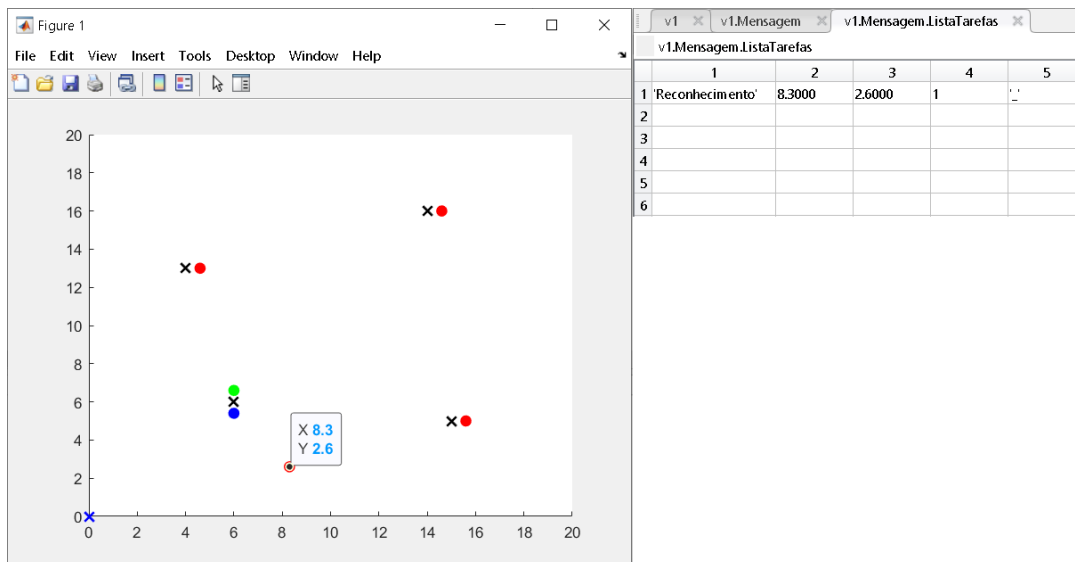 Figure 1
File Edit View Insert Tools Desktop Window Help
20
18
16
14
12
10
8
6
4
2
0
X 8.3
Y 2.6
0 2 4 6 8 10 12 14 16 18 20
v1 v1.Mensagem v1.Mensagem.ListaTarefas
v1.Mensagem.ListaTarefas
1 2 3 4 5
1 'Reconhecimento' 8.3000 2.6000 1 '_'
2
3
4
5
6